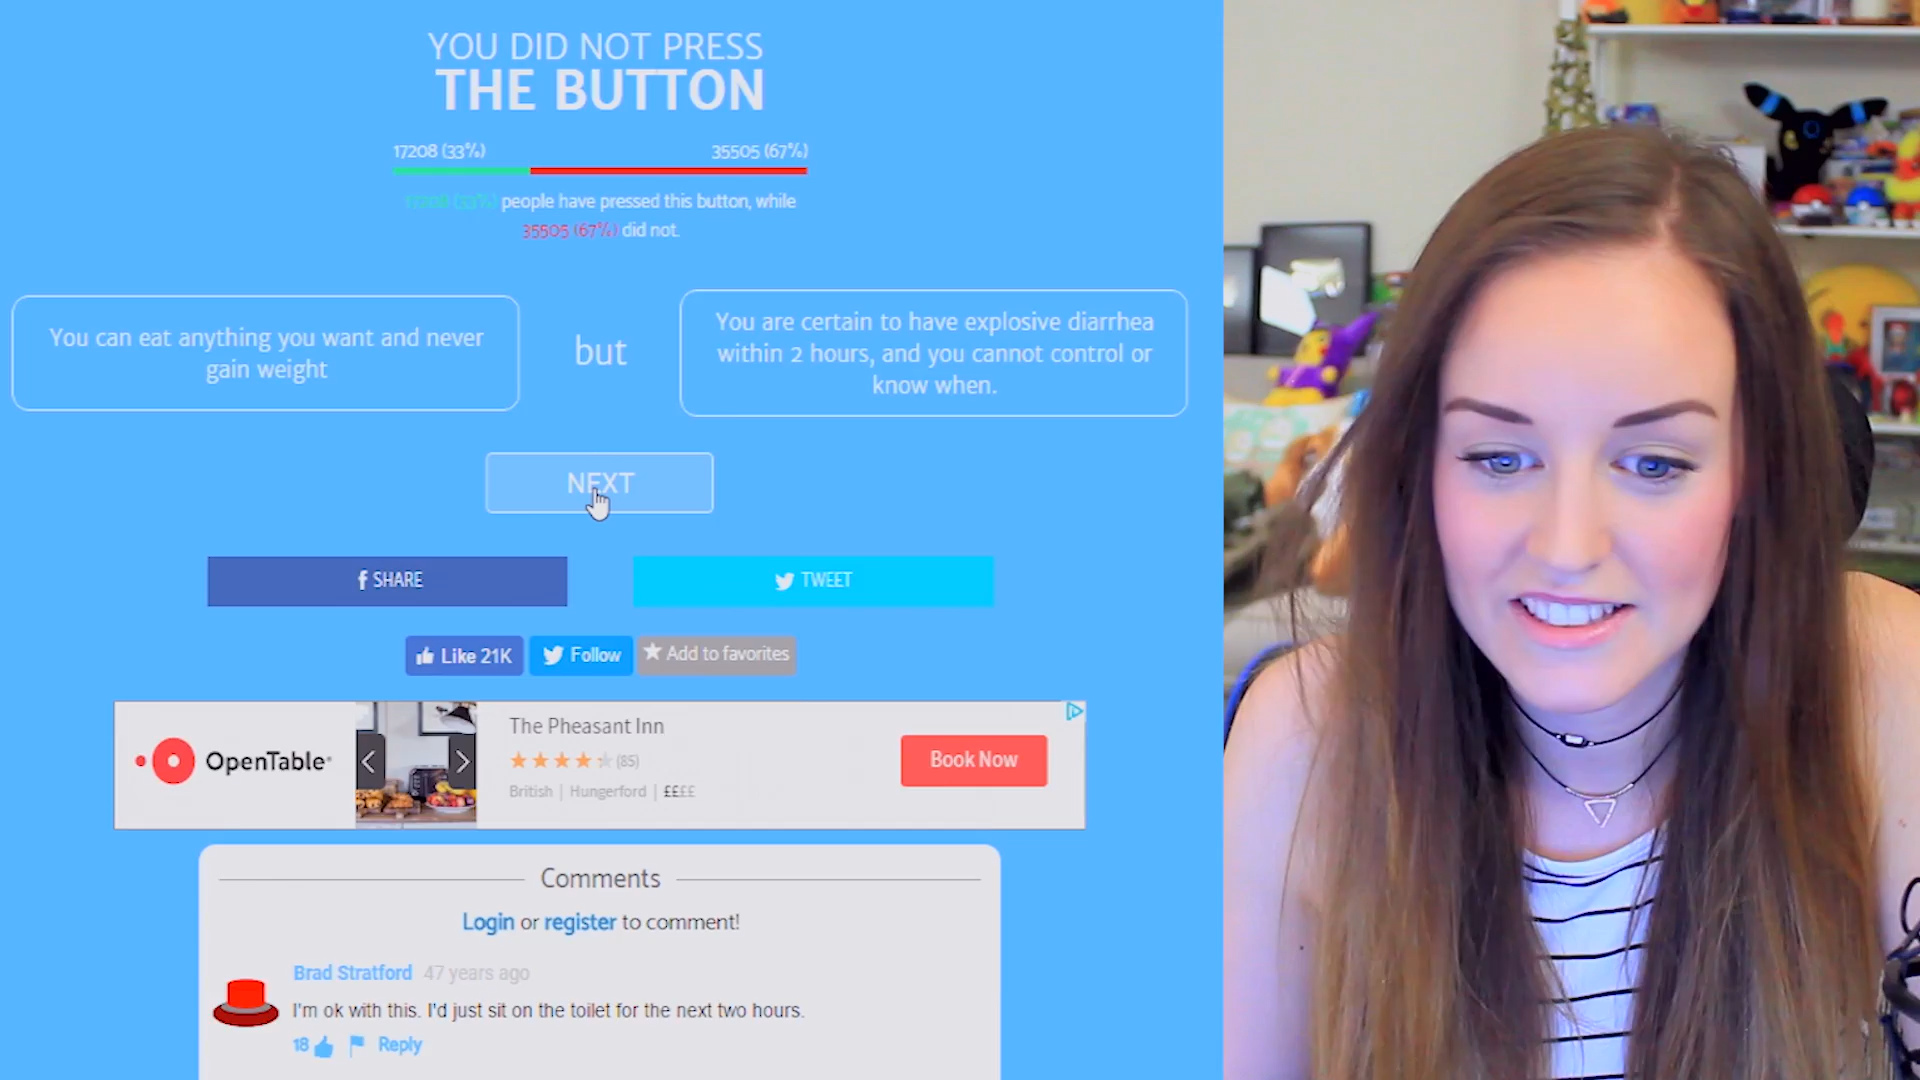 YOU DID NOT PRESS
THE BUTTON
17208 (33%) 35505 (67%)
17208 (33%) people have pressed this button, while
35505 (67%) did not.
You can eat anything you want and never
gain weight
but
You are certain to have explosive diarrhea
within 2 hours, and you cannot control or
know when.
NEXT
SHARE
TWEET
Like 21K
Follow
Add to favorites
OpenTable
The Pheasant Inn
(85)
British | Hungerford | ££££
Book Now
Comments
Login or register to comment!
Brad Stratford 47 years ago
I'm ok with this. I'd just sit on the toilet for the next two hours.
18 Reply